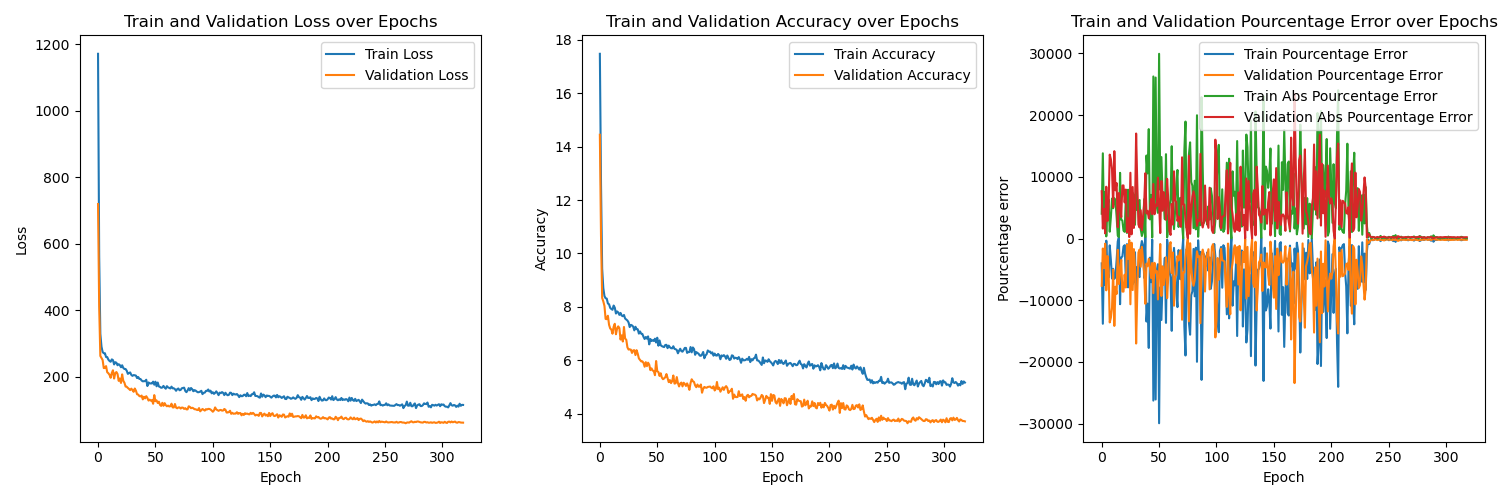 Train and Validation Loss over Epochs
Train Loss
Validation Loss
1200
1000
800
600
400
200
Loss
0 50 100 150 200 250 300
Epoch
Train and Validation Accuracy over Epochs
Train Accuracy
Validation Accuracy
18
16
14
12
10
8
6
4
Accuracy
0 50 100 150 200 250 300
Epoch
Train and Validation Pourcentage Error over Epochs
Train Pourcentage Error
Validation Pourcentage Error
Train Abs Pourcentage Error
Validation Abs Pourcentage Error
30000
20000
10000
0
−10000
−20000
−30000
Pourcentage error
0 50 100 150 200 250 300
Epoch